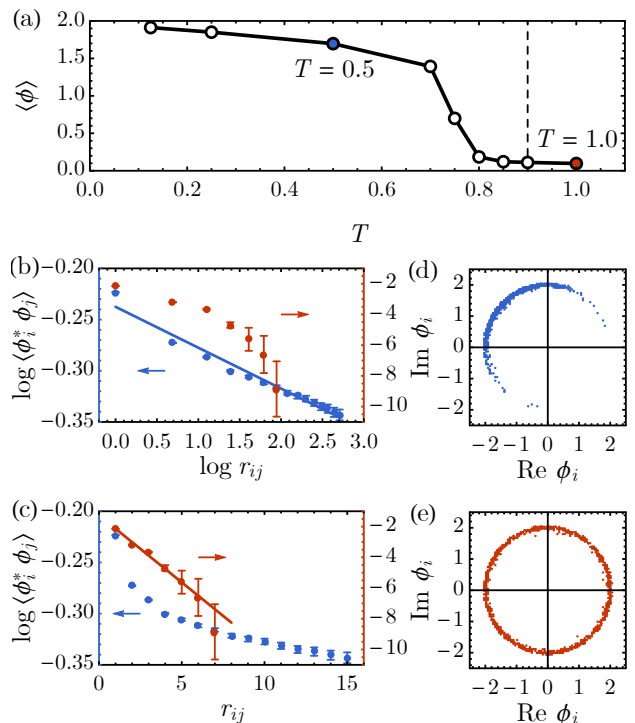 (a)
2.0
1.5
1.0
0.5
0.0
⟨ϕ⟩
T = 0.5
T = 1.0
0.0 0.2 0.4 0.6 0.8 1.0
T
(b)
−0.20
−0.25
−0.30
−0.35
log⟨ϕ*i ϕj⟩
−2
−4
−6
−8
−10
0.0 0.5 1.0 1.5 2.0 2.5 3.0
log rij
(d)
2
1
0
−1
−2
Im ϕi
−2 −1 0 1 2
Re ϕi
(c)
−0.20
−0.25
−0.30
−0.35
log⟨ϕ*i ϕj⟩
−2
−4
−6
−8
−10
0 5 10 15
rij
(e)
2
1
0
−1
−2
Im ϕi
−2 −1 0 1 2
Re ϕi